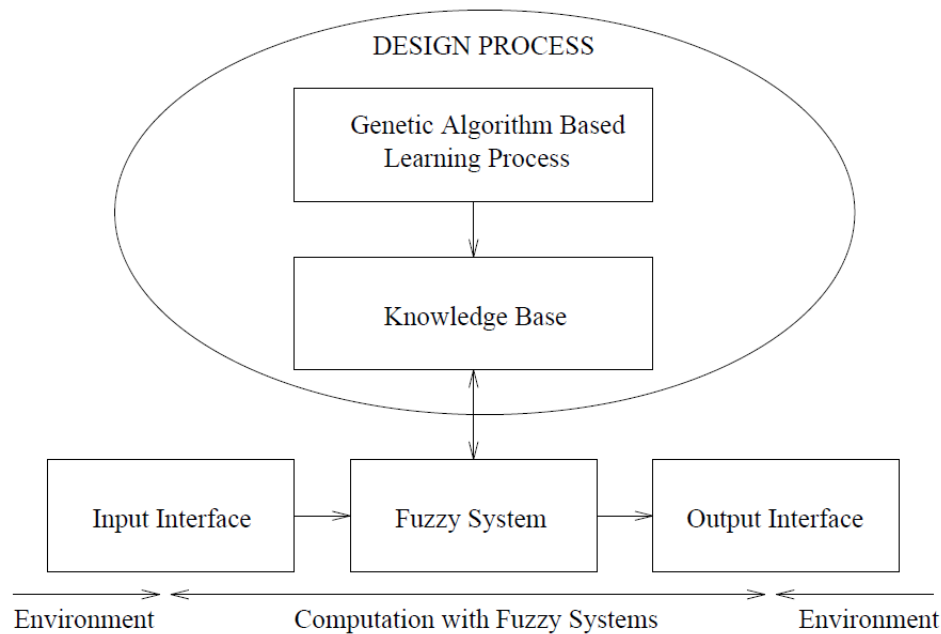 DESIGN PROCESS
Genetic Algorithm Based
Learning Process
Knowledge Base
Input Interface
Fuzzy System
Output Interface
Environment
Computation with Fuzzy Systems
Environment